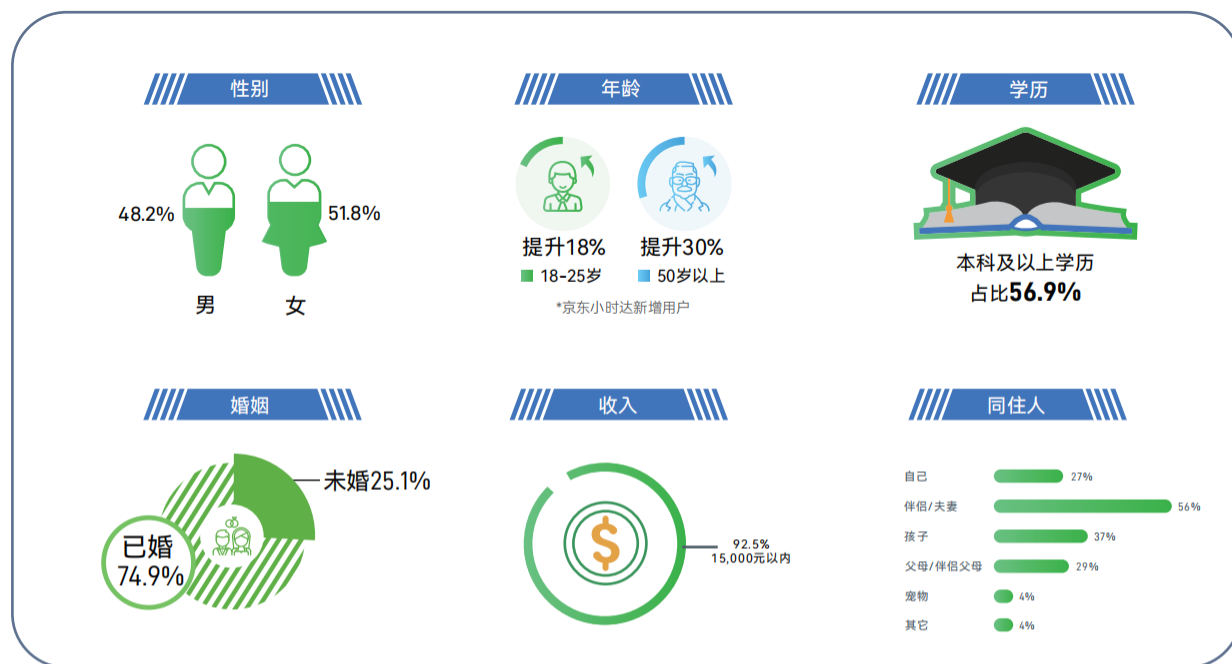 性别
48.2%
51.8%
男
女
年龄
提升18%
提升30%
18-25岁
50岁以上
*京东小时达新增用户
学历
本科及以上学历
占比56.9%
婚姻
未婚25.1%
已婚
74.9%
收入
$
92.5%
15,000元以内
同住人
自己 27%
伴侣/夫妻 56%
孩子 37%
父母/伴侣父母 29%
宠物 4%
其它 4%